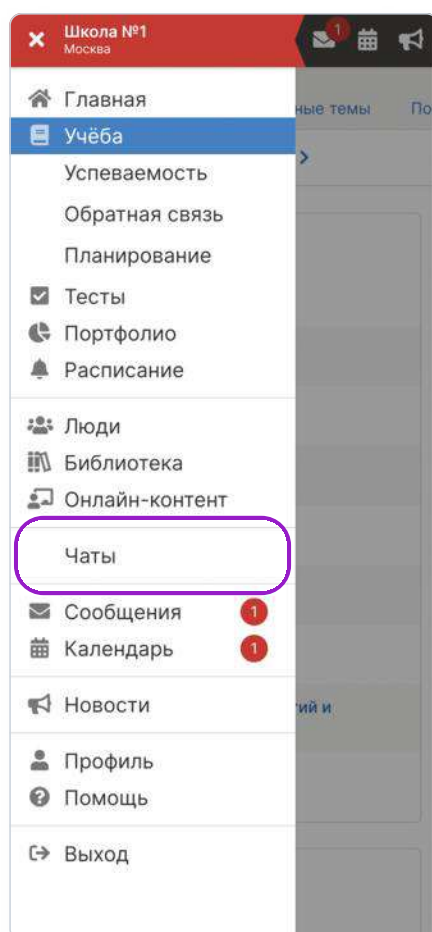 Школа №1
Москва
1
Главная
ные темы
По
Учёба
Успеваемость
Обратная связь
Планирование
Тесты
Портфолио
Расписание
Люди
Библиотека
Онлайн-контент
Чаты
Сообщения 1
Календарь 1
Новости
гий и
Профиль
Помощь
Выход